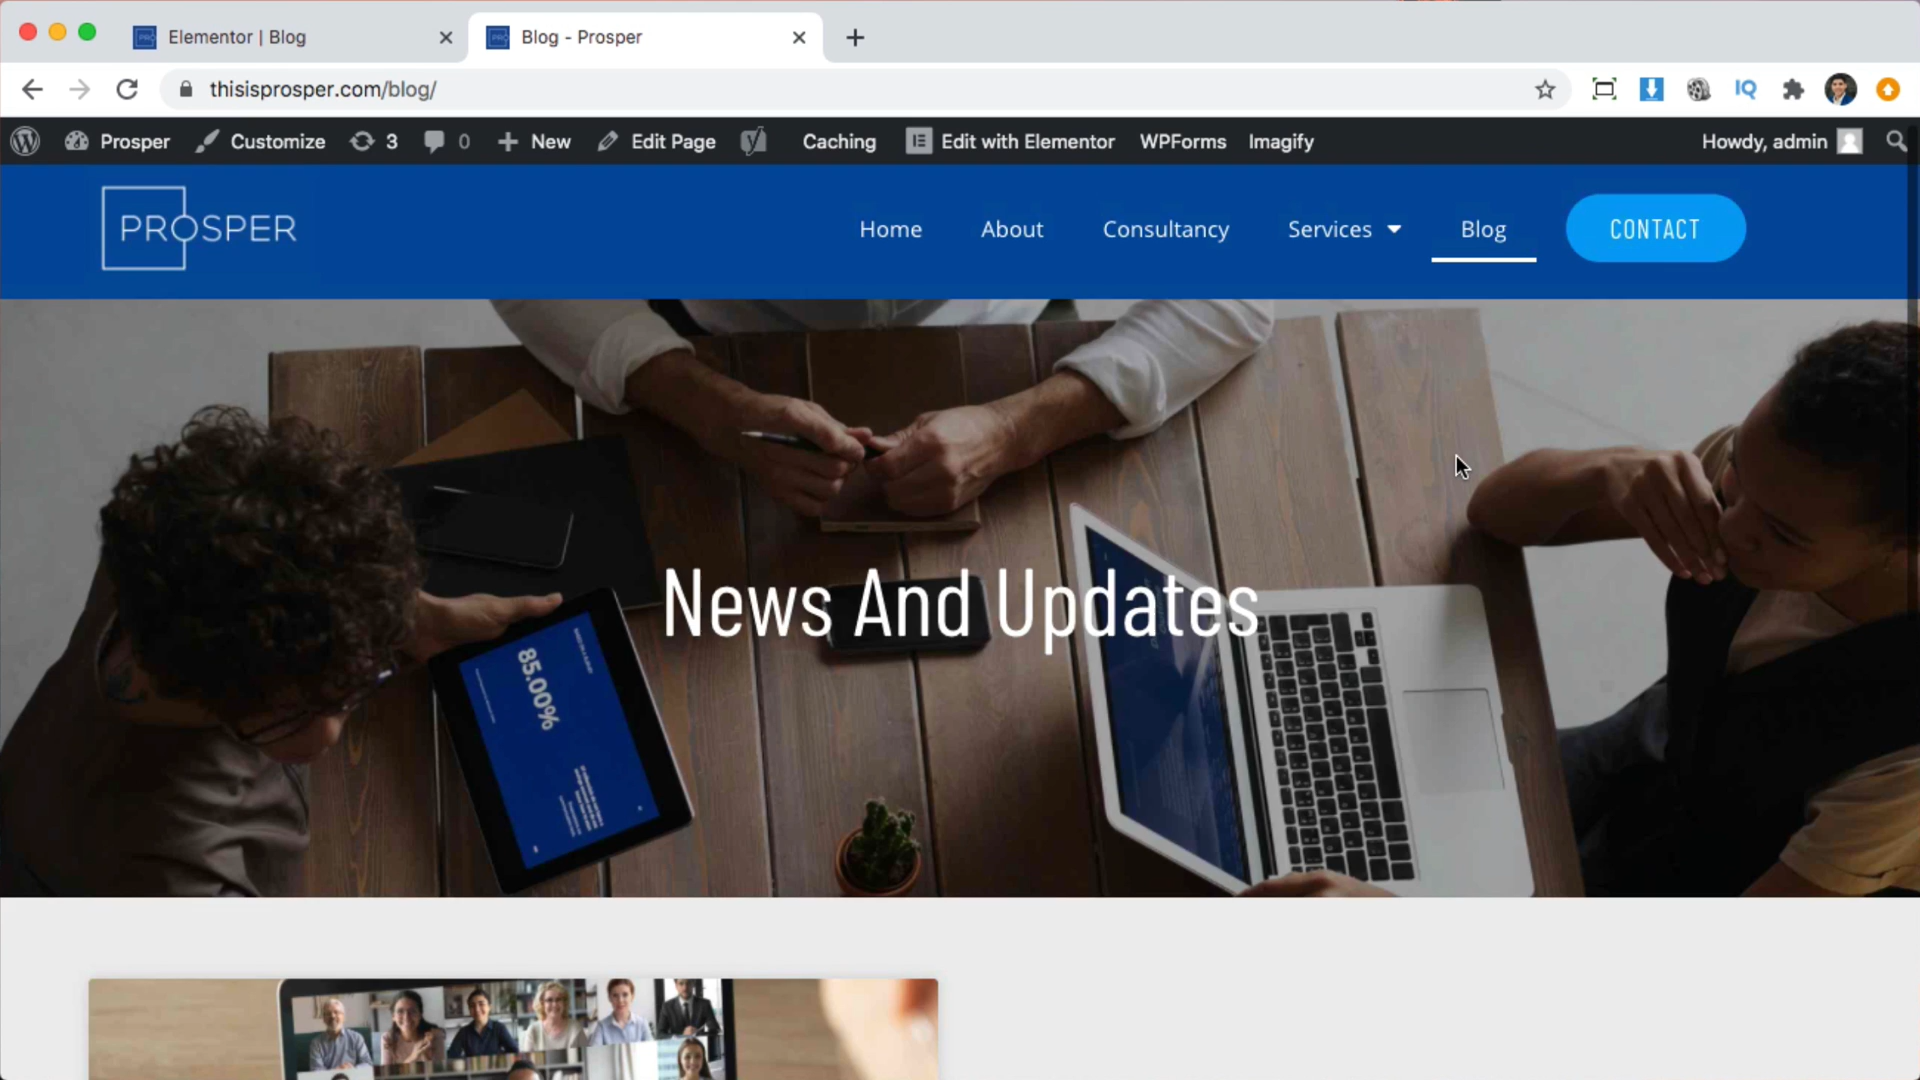 Elementor | Blog
Blog - Prosper
thisisprosper.com/blog/
IQ
Prosper
Customize
3
0
New
Edit Page
Caching
Edit with Elementor
WPForms
Imagify
Howdy, admin
PROSPER
Home
About
Consultancy
Services
Blog
CONTACT
News And Updates
85.00%